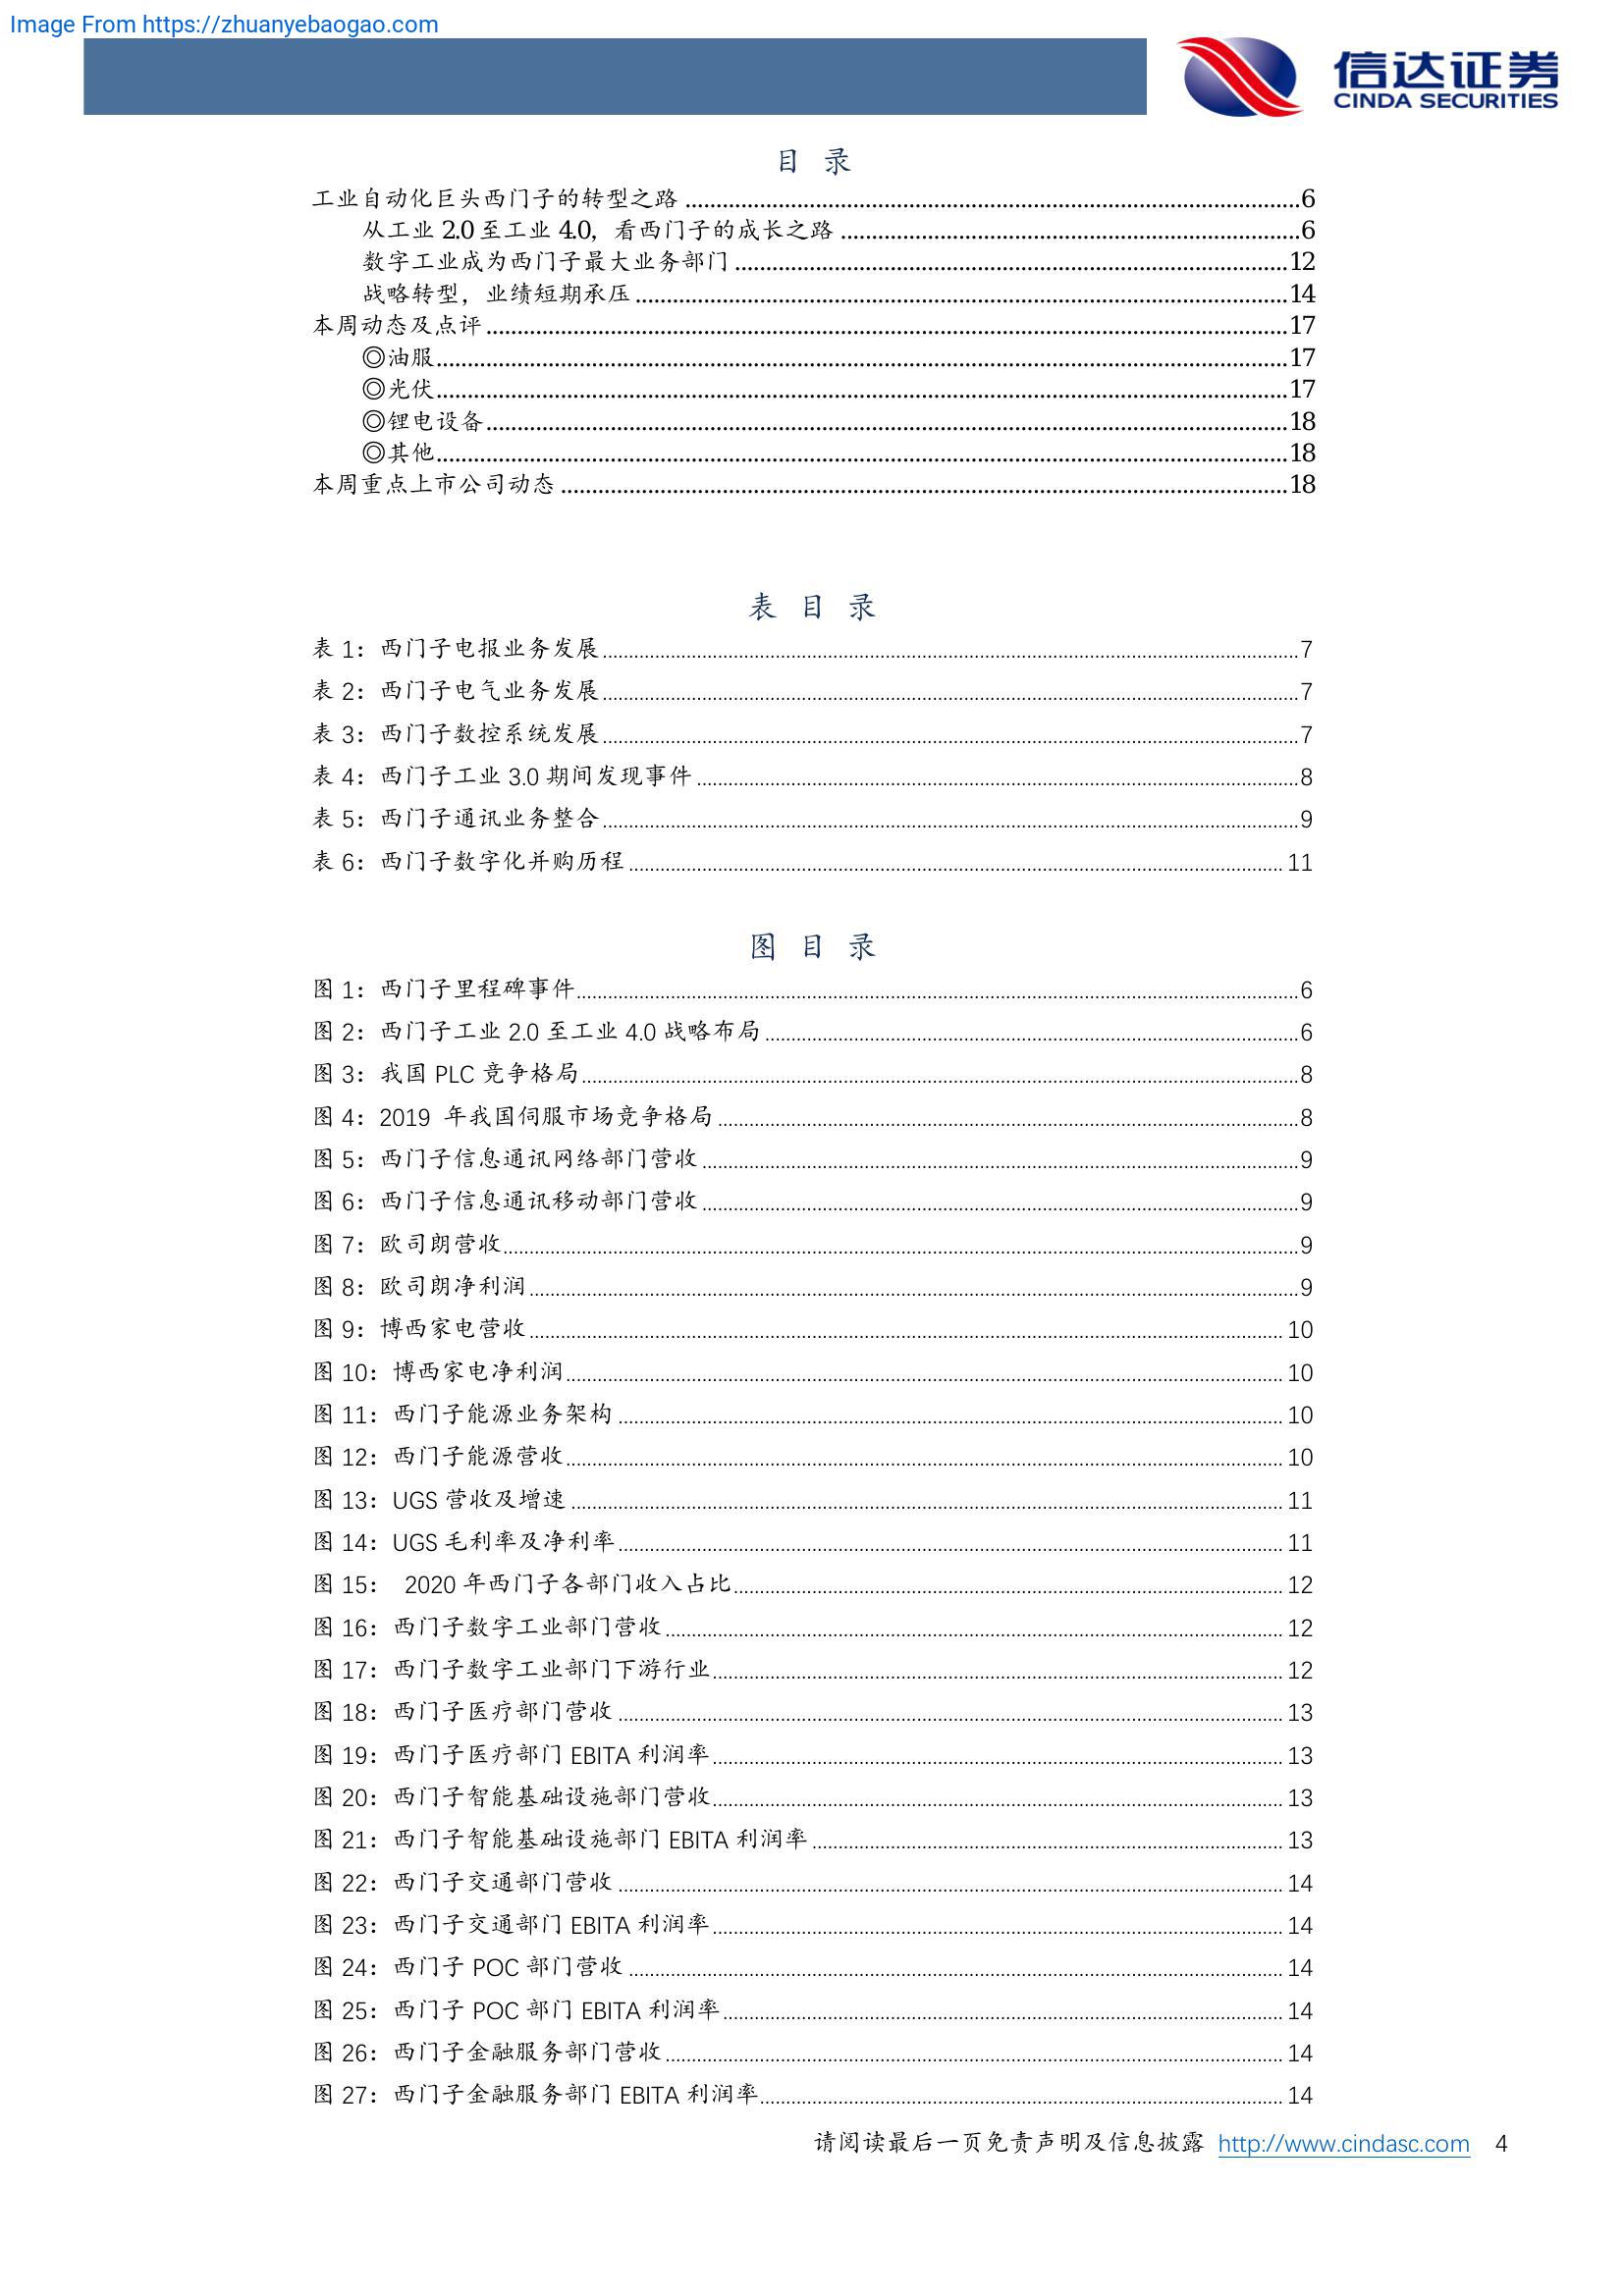 Image From https://zhuanyebaogao.com
信达证券
CINDA SECURITIES
目 录
工业自动化巨头西门子的转型之路 ........ 6
从工业 2.0 至工业 4.0，看西门子的成长之路 ........ 6
数字工业成为西门子最大业务部门 ........ 12
战略转型，业绩短期承压 ........ 14
本周动态及点评 ........ 17
◎油服 ........ 17
◎光伏 ........ 17
◎锂电设备 ........ 18
◎其他 ........ 18
本周重点上市公司动态 ........ 18
表 目 录
表 1：西门子电报业务发展 ........ 7
表 2：西门子电气业务发展 ........ 7
表 3：西门子数控系统发展 ........ 7
表 4：西门子工业 3.0 期间发现事件 ........ 8
表 5：西门子通讯业务整合 ........ 9
表 6：西门子数字化并购历程 ........ 11
图 目 录
图 1：西门子里程碑事件 ........ 6
图 2：西门子工业 2.0 至工业 4.0 战略布局 ........ 6
图 3：我国 PLC 竞争格局 ........ 8
图 4：2019 年我国伺服市场竞争格局 ........ 8
图 5：西门子信息通讯网络部门营收 ........ 9
图 6：西门子信息通讯移动部门营收 ........ 9
图 7：欧司朗营收 ........ 9
图 8：欧司朗净利润 ........ 9
图 9：博西家电营收 ........ 10
图 10：博西家电净利润 ........ 10
图 11：西门子能源业务架构 ........ 10
图 12：西门子能源营收 ........ 10
图 13：UGS 营收及增速 ........ 11
图 14：UGS 毛利率及净利率 ........ 11
图 15： 2020 年西门子各部门收入占比 ........ 12
图 16：西门子数字工业部门营收 ........ 12
图 17：西门子数字工业部门下游行业 ........ 12
图 18：西门子医疗部门营收 ........ 13
图 19：西门子医疗部门 EBITA 利润率 ........ 13
图 20：西门子智能基础设施部门营收 ........ 13
图 21：西门子智能基础设施部门 EBITA 利润率 ........ 13
图 22：西门子交通部门营收 ........ 14
图 23：西门子交通部门 EBITA 利润率 ........ 14
图 24：西门子 POC 部门营收 ........ 14
图 25：西门子 POC 部门 EBITA 利润率 ........ 14
图 26：西门子金融服务部门营收 ........ 14
图 27：西门子金融服务部门 EBITA 利润率 ........ 14
请阅读最后一页免责声明及信息披露 http://www.cindasc.com 4